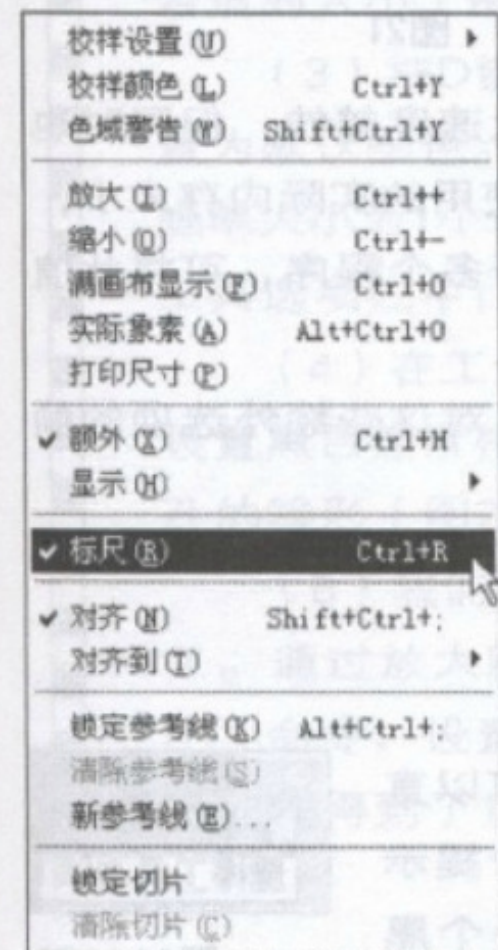 校样设置(U)
校样颜色(L) Ctrl+Y
色域警告(W) Shift+Ctrl+Y
放大(I) Ctrl++
缩小(O) Ctrl+-
满画布显示(F) Ctrl+0
实际象素(A) Alt+Ctrl+0
打印尺寸(P)
✓ 额外(X) Ctrl+H
显示(H)
✓ 标尺(R) Ctrl+R
✓ 对齐(N) Shift+Ctrl+;
对齐到(T)
锁定参考线(K) Alt+Ctrl+;
清除参考线(S)
新参考线(E)...
锁定切片
清除切片(C)